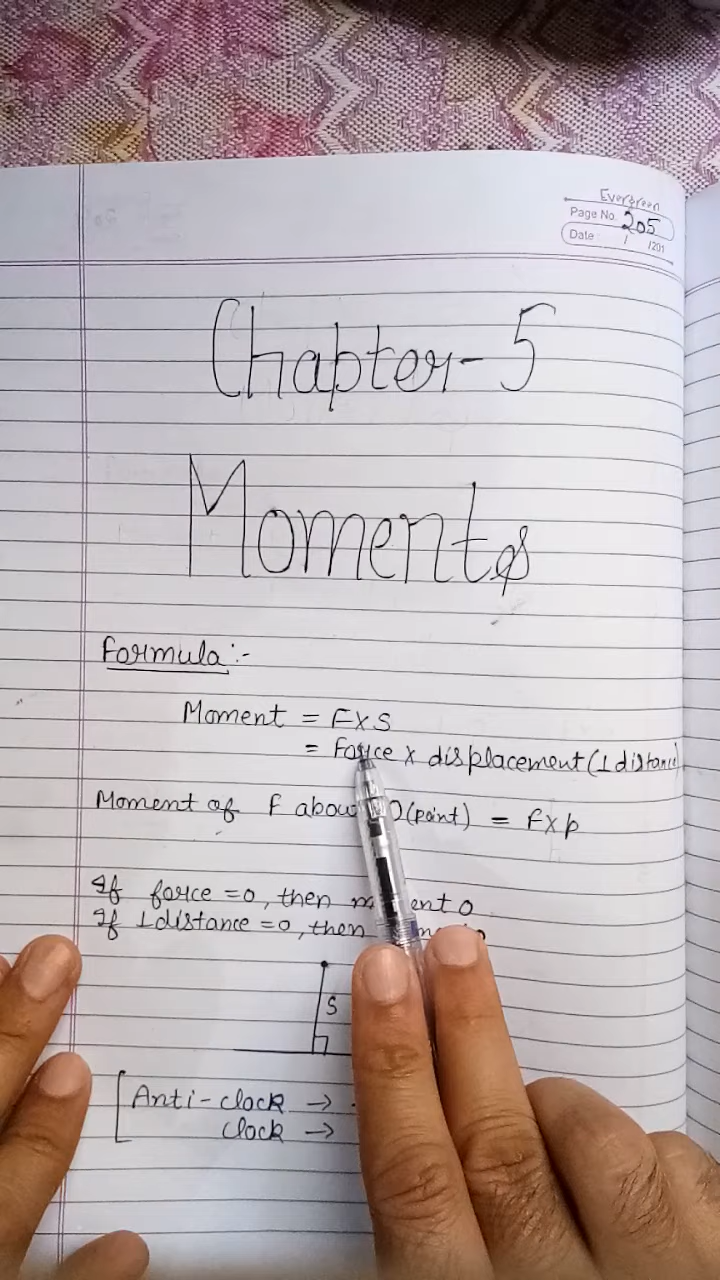 Evergreen
Page No. 205
Date / /201
Chapter-5
Moments
Formula:-
Moment = F×S
= Force × displacement (⊥distance)
Moment of F about O(point) = F×p
If force = 0, then moment 0
If ⊥distance = 0, then
S
Anti-clock →
clock →